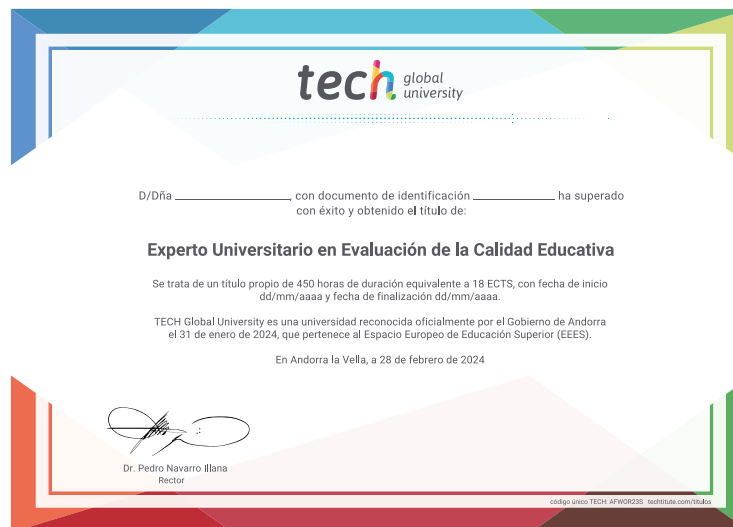 tech global university
D/Dña ____________, con documento de identificación ____________ ha superado
con éxito y obtenido el título de:
Experto Universitario en Evaluación de la Calidad Educativa
Se trata de un título propio de 450 horas de duración equivalente a 18 ECTS, con fecha de inicio
dd/mm/aaaa y fecha de finalización dd/mm/aaaa.
TECH Global University es una universidad reconocida oficialmente por el Gobierno de Andorra
el 31 de enero de 2024, que pertenece al Espacio Europeo de Educación Superior (EEES).
En Andorra la Vella, a 28 de febrero de 2024
Dr. Pedro Navarro Illana
Rector
código único TECH: AFWOR23S techtitute.com/titulos